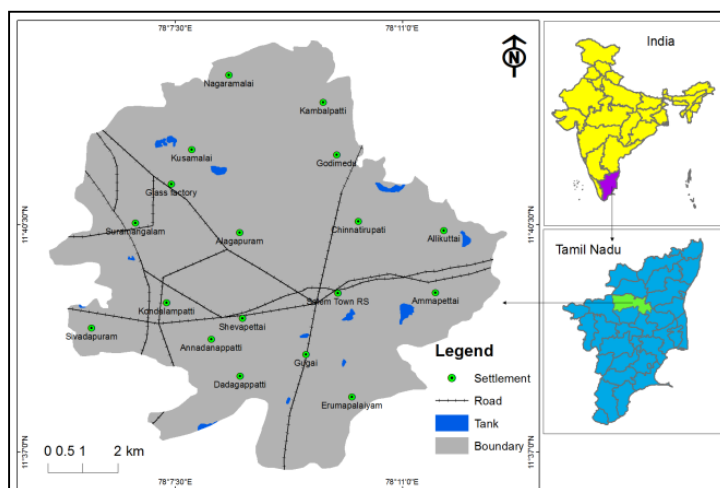 78°7'30"E
78°11'0"E
N
India
Nagaramalai
Kambalpatti
Kusamalai
Godimedu
Glass factory
11°40'30"N
11°40'30"N
Suramangalam
Alagapuram
Chinnatirupati
Allikuttai
Tamil Nadu
Kondalampatti
Salem Town RS
Ammapettai
Sivadapuram
Shevapettai
Annadanappatti
Gugai
Legend
Dadagappatti
Settlement
Erumapalaiyam
Road
Tank
0 0.5 1 2 km
Boundary
11°37'0"N
11°37'0"N
78°7'30"E
78°11'0"E